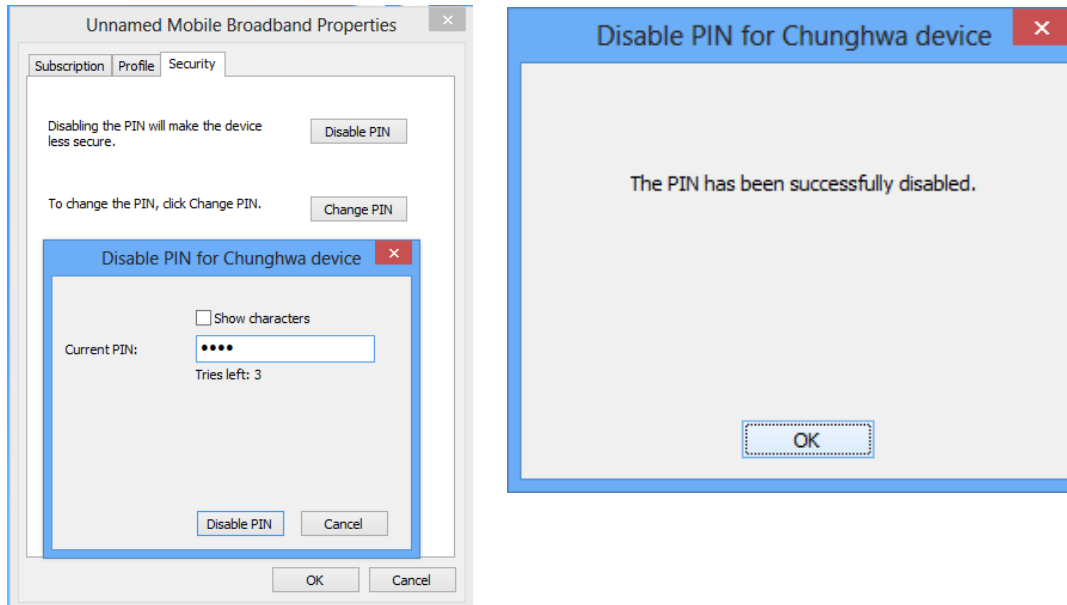 Unnamed Mobile Broadband Properties
Subscription Profile Security
Disabling the PIN will make the device
less secure.
Disable PIN
To change the PIN, click Change PIN.
Change PIN
Disable PIN for Chunghwa device
Show characters
Current PIN:
••••
Tries left: 3
Disable PIN Cancel
OK Cancel
Disable PIN for Chunghwa device
The PIN has been successfully disabled.
OK